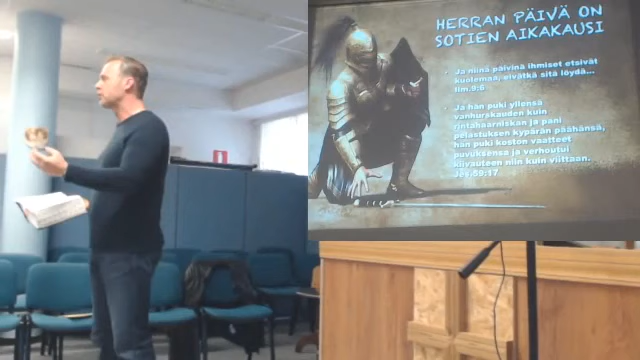 HERRAN PÄIVÄ ON
SOTIEN AIKAKAUSI
Ja niinä päivinä ihmiset etsivät
kuolemaa, eivätkä sitä löydä...
Ilm.9:6
Ja hän puki yllensä
vanhurskauden kuin
rintahaarniskan ja pani
pelastuksen kypärän päähänsä,
hän puki koston vaatteet
puvuksensa ja verhoutui
kiivauteen niin kuin viittaan.
Jes.59:17